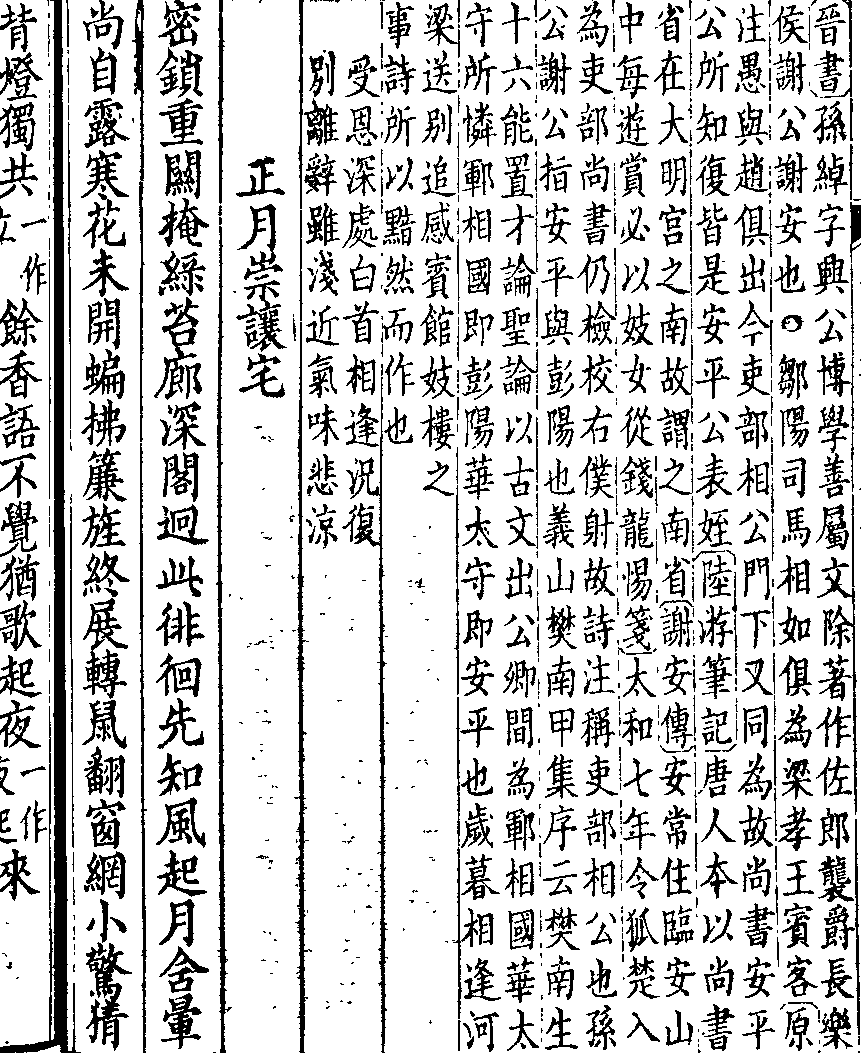 晉書孫綽字興公博學善屬文除著作佐郎襲爵長樂
侯謝公謝安也○鄒陽司馬相如俱為梁孝王賓客原
注愚與趙俱出今吏部相公門下又同為故尚書安平
公所知復皆是安平公表姪陸游筆記唐人本以尚書
省在大明宮之南故謂之南省謝安傳安常住臨安山
中每遊賞必以妓女從錢龍惕箋太和七年令狐楚入
為吏部尚書仍檢校右僕射故詩注稱吏部相公也孫
公謝公指安平與彭陽也義山樊南甲集序云樊南生
十六能置才論聖論以古文出公卿間為鄆相國華太
守所憐鄆相國即彭陽華太守即安平也歲暮相逢河
梁送別追感賓館妓樓之
事詩所以黯然而作也
受恩深處白首相逢況復
別離辭雖淺近氣味悲涼
正月崇讓宅
密鎖重關掩綠苔廊深閣迥此徘徊先知風起月含暈
尚自露寒花未開蝙拂簾旌終展轉鼠翻窗網小驚猜
背燈獨共一作立餘香語不覺猶歌起夜一作夜起來